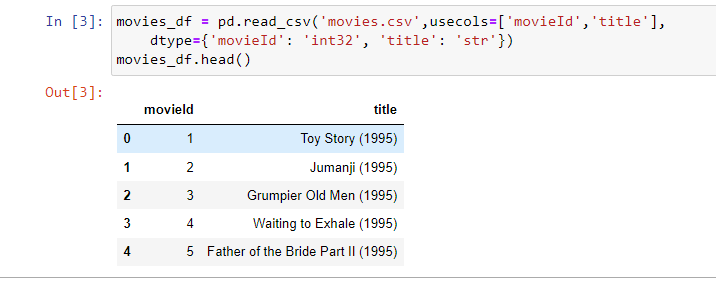 In [3]: movies_df = pd.read_csv('movies.csv',usecols=['movieId','title'],
dtype={'movieId': 'int32', 'title': 'str'})
movies_df.head()
Out[3]:
movieId title
0 1 Toy Story (1995)
1 2 Jumanji (1995)
2 3 Grumpier Old Men (1995)
3 4 Waiting to Exhale (1995)
4 5 Father of the Bride Part II (1995)